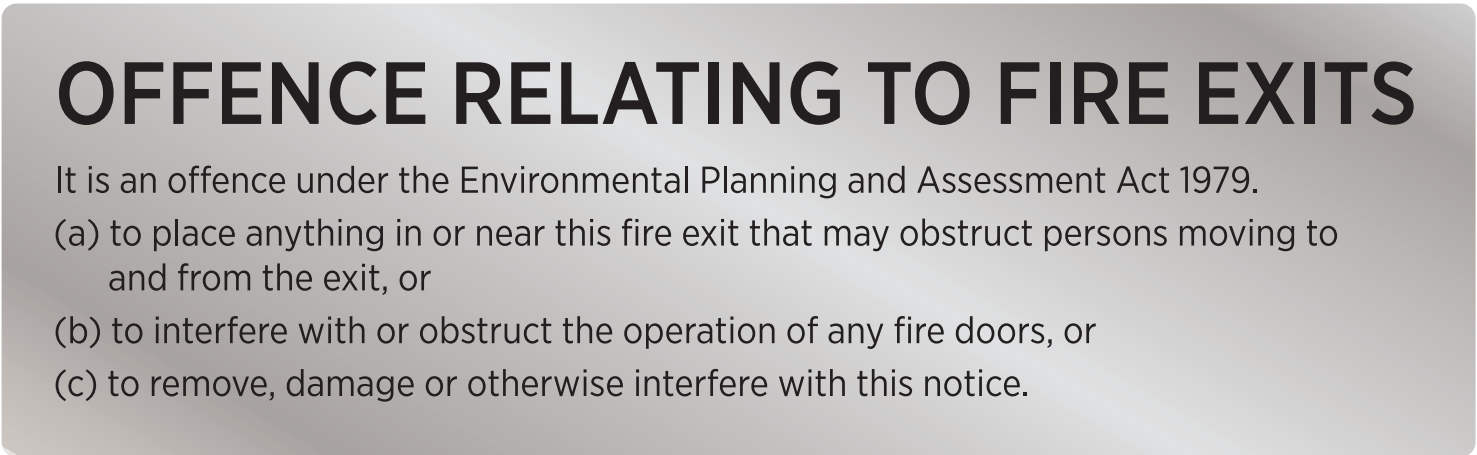 OFFENCE RELATING TO FIRE EXITS
It is an offence under the Environmental Planning and Assessment Act 1979.
(a) to place anything in or near this fire exit that may obstruct persons moving to
and from the exit, or
(b) to interfere with or obstruct the operation of any fire doors, or
(c) to remove, damage or otherwise interfere with this notice.